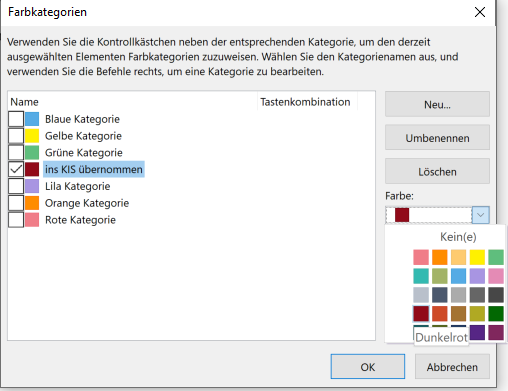 Farbkategorien
Verwenden Sie die Kontrollkästchen neben der entsprechenden Kategorie, um den derzeit
ausgewählten Elementen Farbkategorien zuzuweisen. Wählen Sie den Kategorienamen aus, und
verwenden Sie die Befehle rechts, um eine Kategorie zu bearbeiten.
Name Tastenkombination
Blaue Kategorie
Gelbe Kategorie
Grüne Kategorie
ins KIS übernommen
Lila Kategorie
Orange Kategorie
Rote Kategorie
Neu...
Umbenennen
Löschen
Farbe:
Kein(e)
Dunkelrot
OK Abbrechen